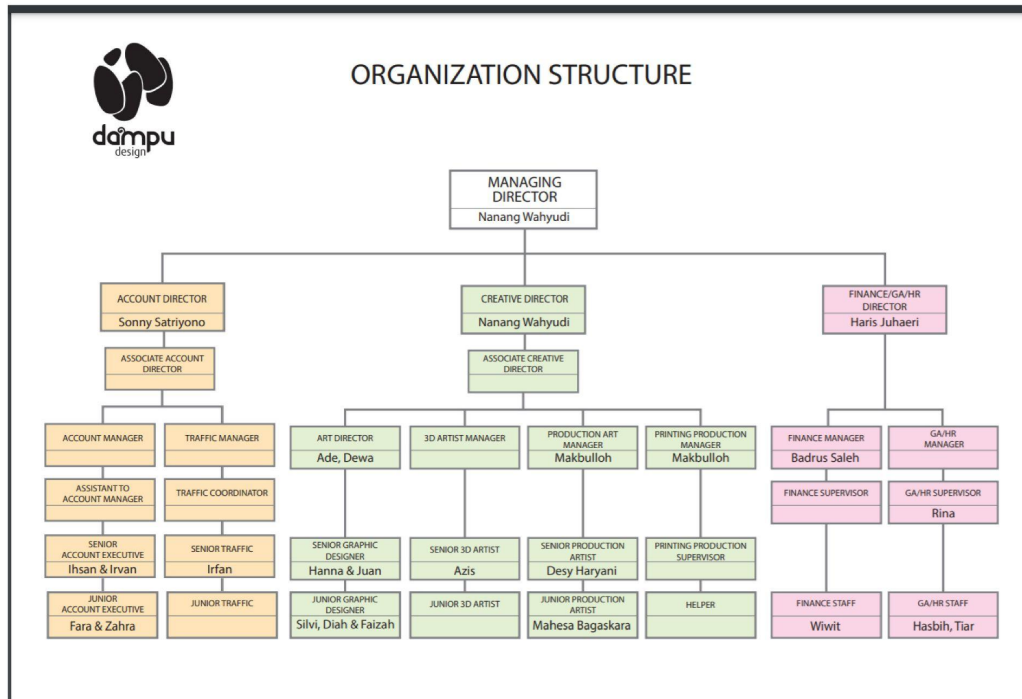 dampu
design
ORGANIZATION STRUCTURE
MANAGING
DIRECTOR
Nanang Wahyudi
ACCOUNT DIRECTOR
Sonny Satriyono
CREATIVE DIRECTOR
Nanang Wahyudi
FINANCE/GA/HR
DIRECTOR
Haris Juhaeri
ASSOCIATE ACCOUNT
DIRECTOR
ASSOCIATE CREATIVE
DIRECTOR
ACCOUNT MANAGER
TRAFFIC MANAGER
ART DIRECTOR
Ade, Dewa
3D ARTIST MANAGER
PRODUCTION ART
MANAGER
Makbulloh
PRINTING PRODUCTION
MANAGER
Makbulloh
FINANCE MANAGER
Badrus Saleh
GA/HR
MANAGER
ASSISTANT TO
ACCOUNT MANAGER
TRAFFIC COORDINATOR
FINANCE SUPERVISOR
GA/HR SUPERVISOR
Rina
SENIOR
ACCOUNT EXECUTIVE
Ihsan & Irvan
SENIOR TRAFFIC
Irfan
SENIOR GRAPHIC
DESIGNER
Hanna & Juan
SENIOR 3D ARTIST
Azis
SENIOR PRODUCTION
ARTIST
Desy Haryani
PRINTING PRODUCTION
SUPERVISOR
JUNIOR
ACCOUNT EXECUTIVE
Fara & Zahra
JUNIOR TRAFFIC
JUNIOR GRAPHIC
DESIGNER
Silvi, Diah & Faizah
JUNIOR 3D ARTIST
JUNIOR PRODUCTION
ARTIST
Mahesa Bagaskara
HELPER
FINANCE STAFF
Wiwit
GA/HR STAFF
Hasbih, Tiar